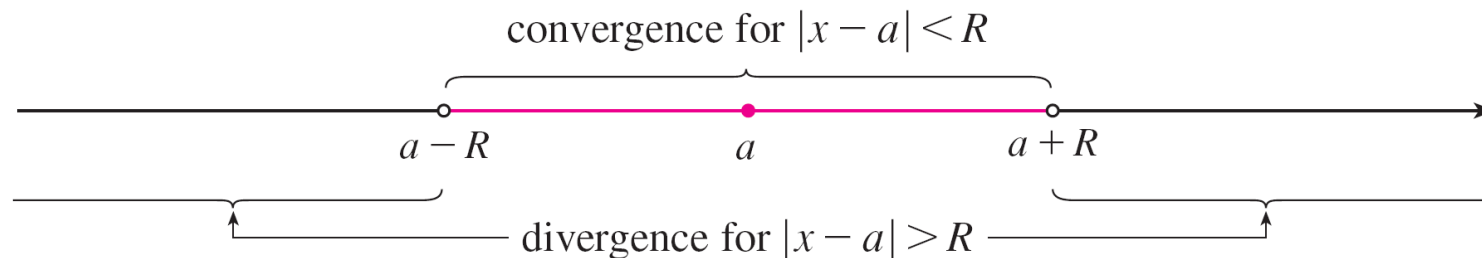 convergence for |x − a| < R
a − R a a + R
divergence for |x − a| > R